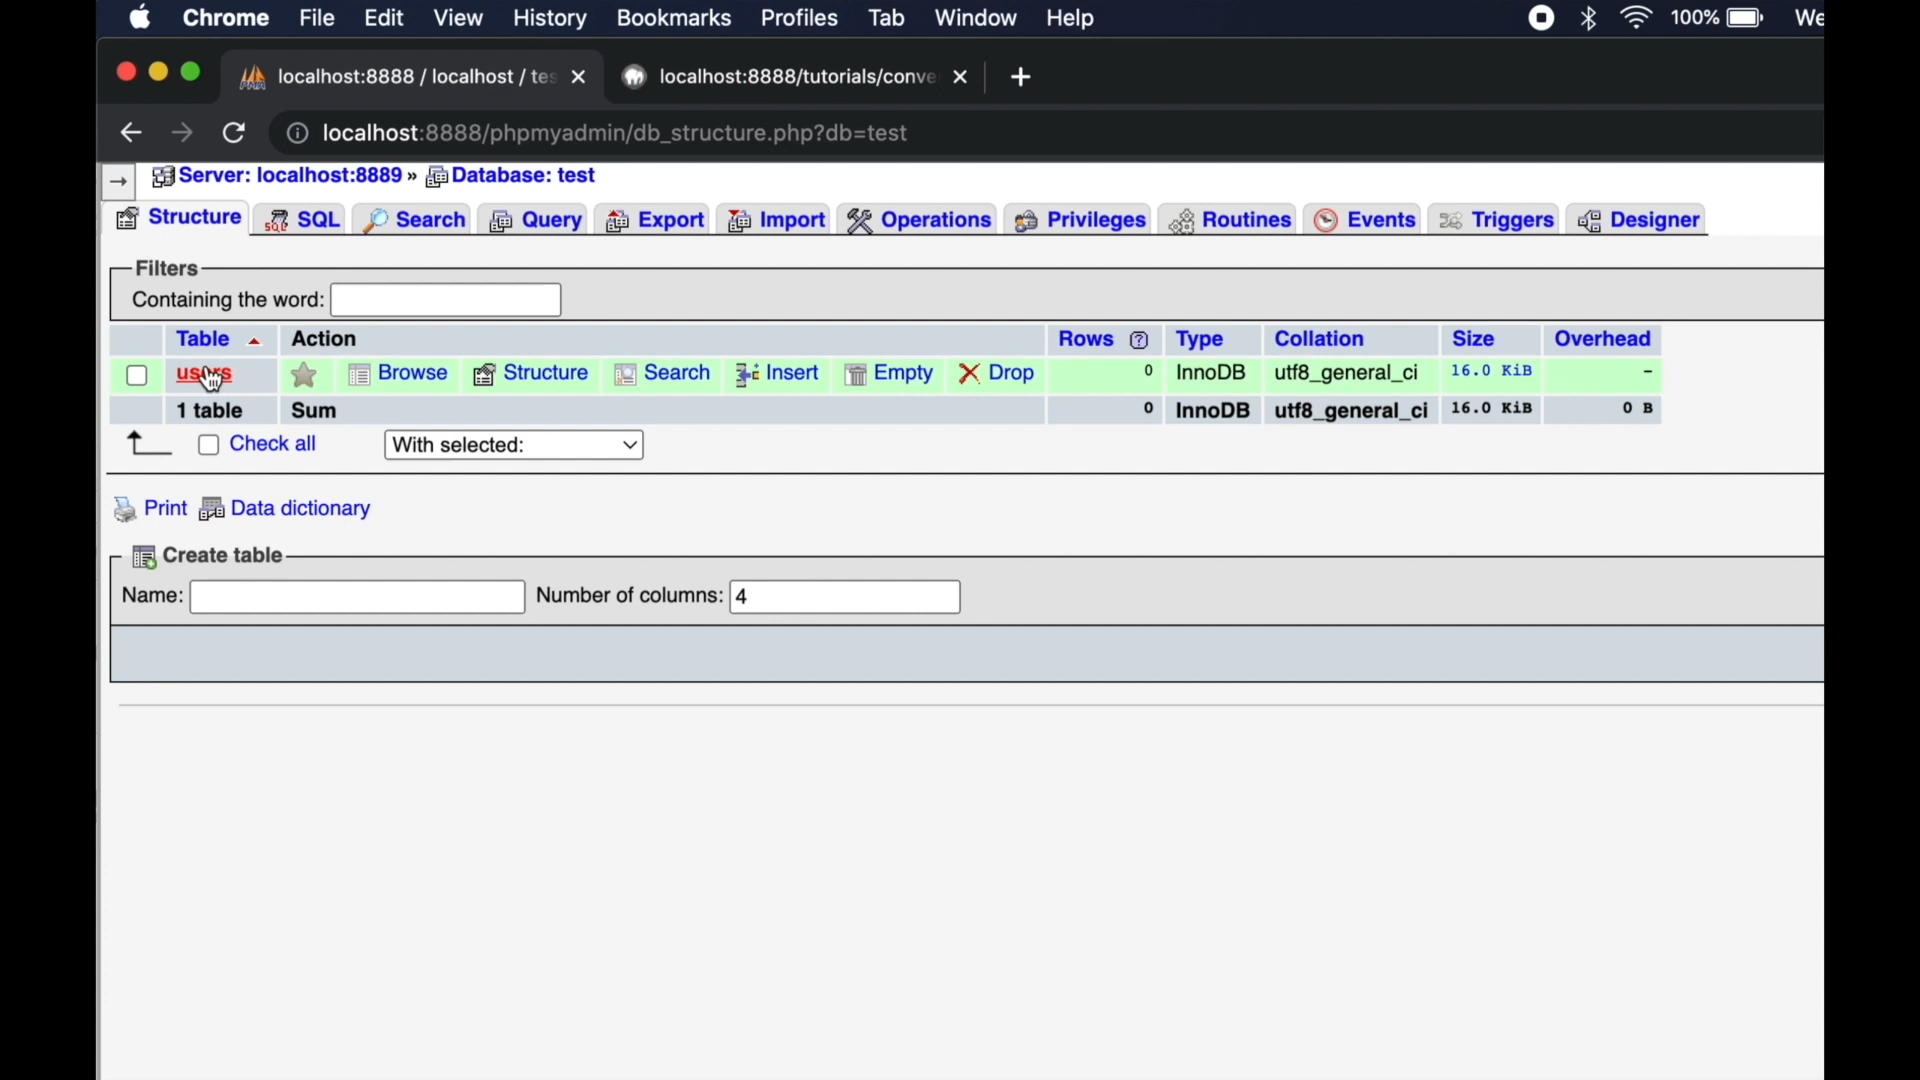 Chrome File Edit View History Bookmarks Profiles Tab Window Help 100% We
localhost:8888 / localhost / tes localhost:8888/tutorials/conve
localhost:8888/phpmyadmin/db_structure.php?db=test
Server: localhost:8889 » Database: test
Structure SQL Search Query Export Import Operations Privileges Routines Events Triggers Designer
Filters
Containing the word:
Table Action Rows Type Collation Size Overhead
users Browse Structure Search Insert Empty Drop 0 InnoDB utf8_general_ci 16.0 KiB -
1 table Sum 0 InnoDB utf8_general_ci 16.0 KiB 0 B
Check all With selected:
Print Data dictionary
Create table
Name: Number of columns: 4